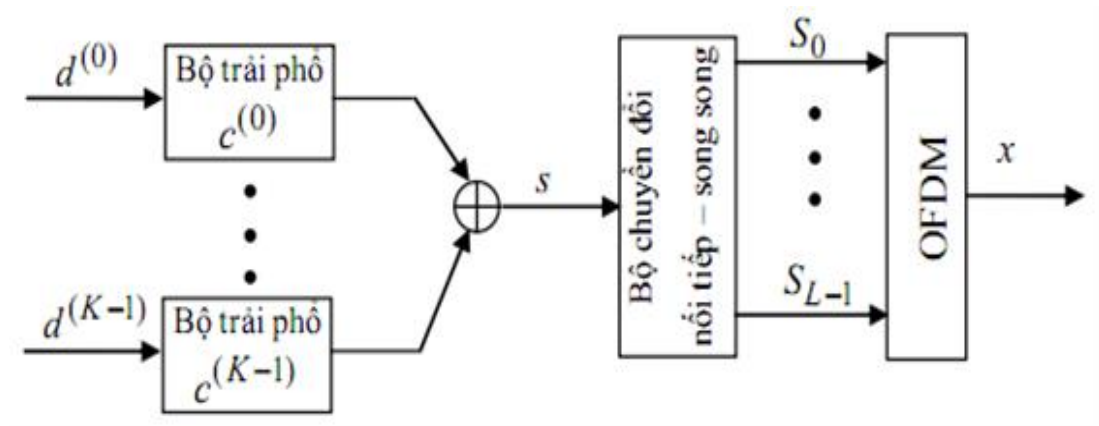 d^(0)
Bộ trải phổ
c^(0)
d^(K−1)
Bộ trải phổ
c^(K−1)
s
Bộ chuyển đổi
nối tiếp – song song
S_0
S_L−1
OFDM
x